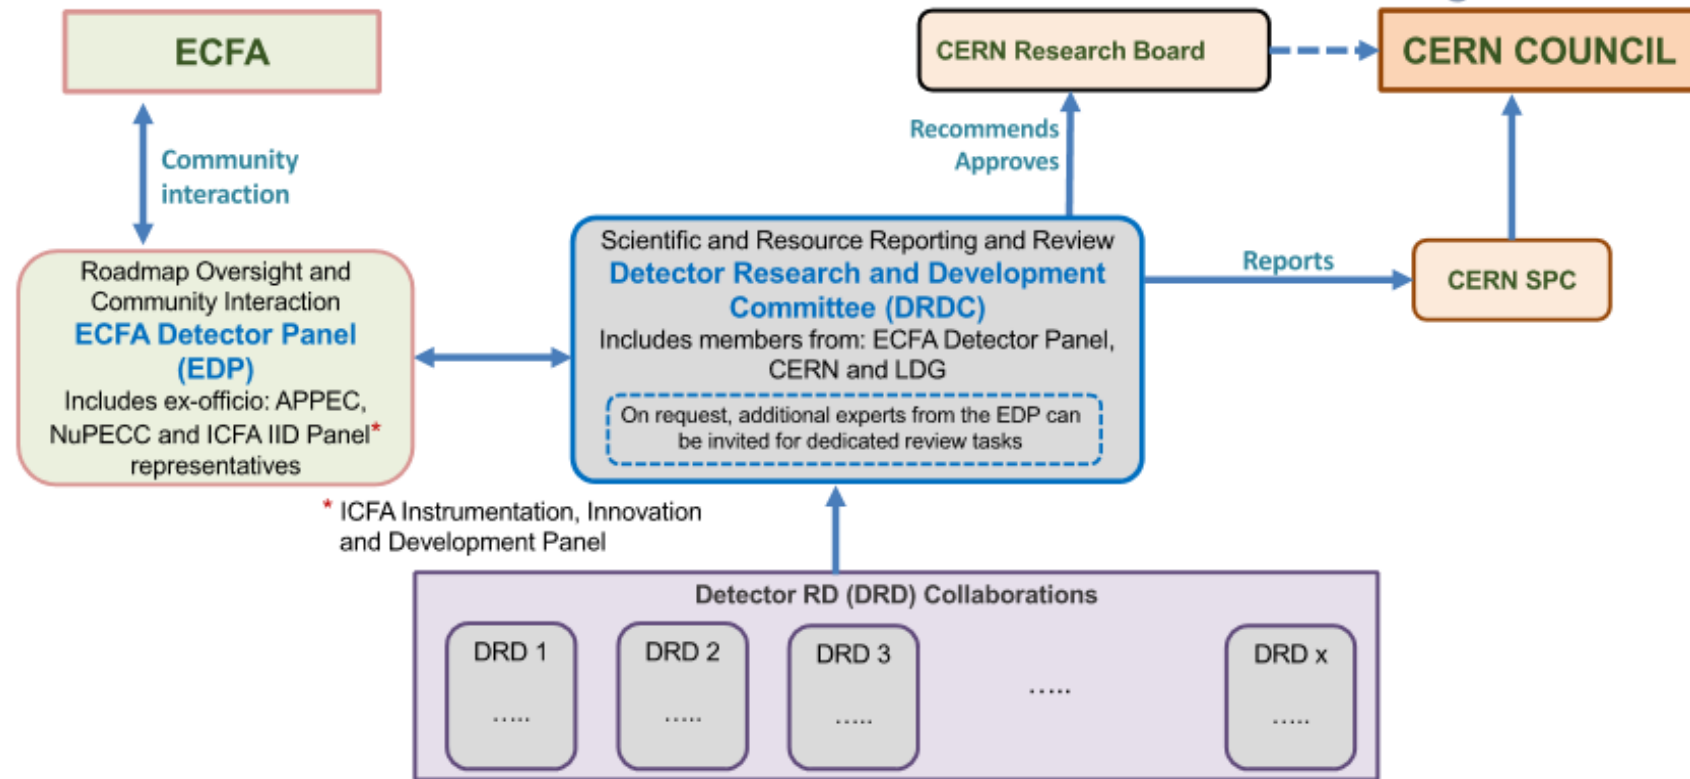 ECFA
CERN Research Board
CERN COUNCIL
Community
interaction
Recommends
Approves
Roadmap Oversight and
Community Interaction
ECFA Detector Panel
(EDP)
Includes ex-officio: APPEC,
NuPECC and ICFA IID Panel*
representatives
Scientific and Resource Reporting and Review
Detector Research and Development
Committee (DRDC)
Includes members from: ECFA Detector Panel,
CERN and LDG
On request, additional experts from the EDP can
be invited for dedicated review tasks
Reports
CERN SPC
* ICFA Instrumentation, Innovation
and Development Panel
Detector RD (DRD) Collaborations
DRD 1
.....
DRD 2
.....
DRD 3
.....
.....
DRD x
.....